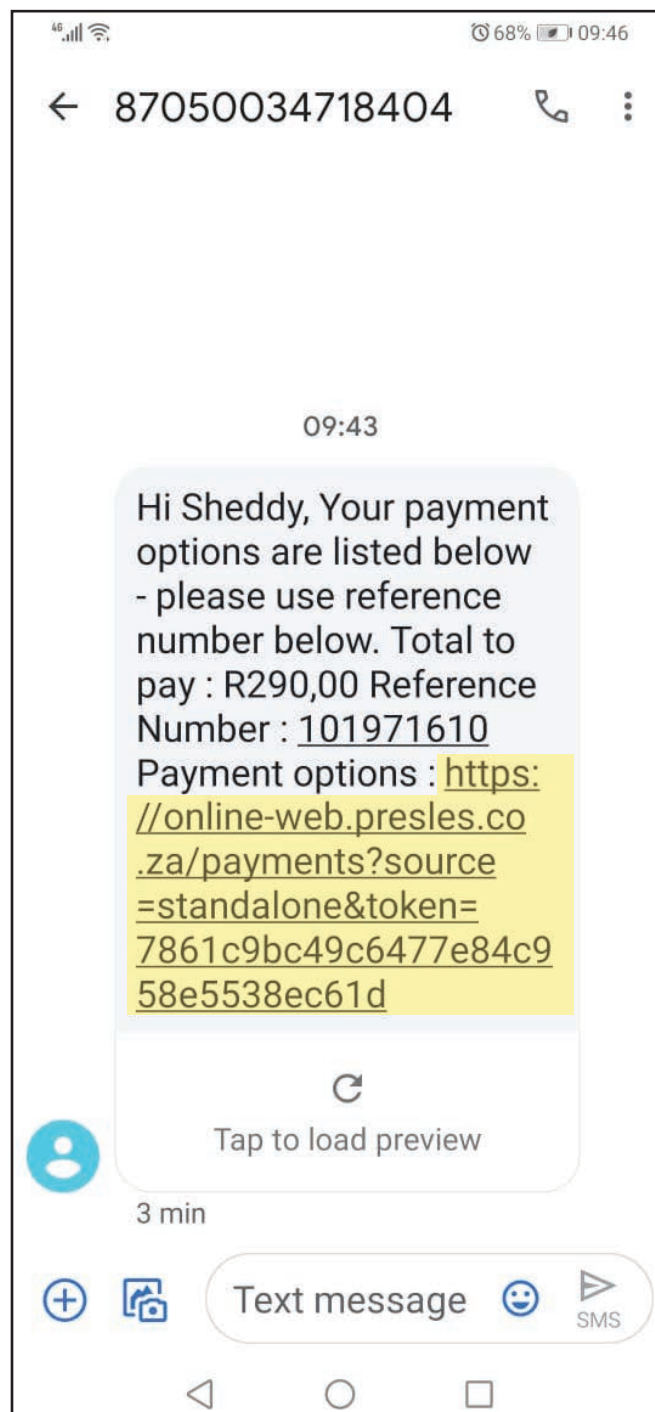 46 68% 09:46
87050034718404
09:43
Hi Sheddy, Your payment
options are listed below
- please use reference
number below. Total to
pay : R290,00 Reference
Number : 101971610
Payment options : https:
//online-web.presles.co
.za/payments?source
=standalone&token=
7861c9bc49c6477e84c9
58e5538ec61d
Tap to load preview
3 min
Text message
SMS